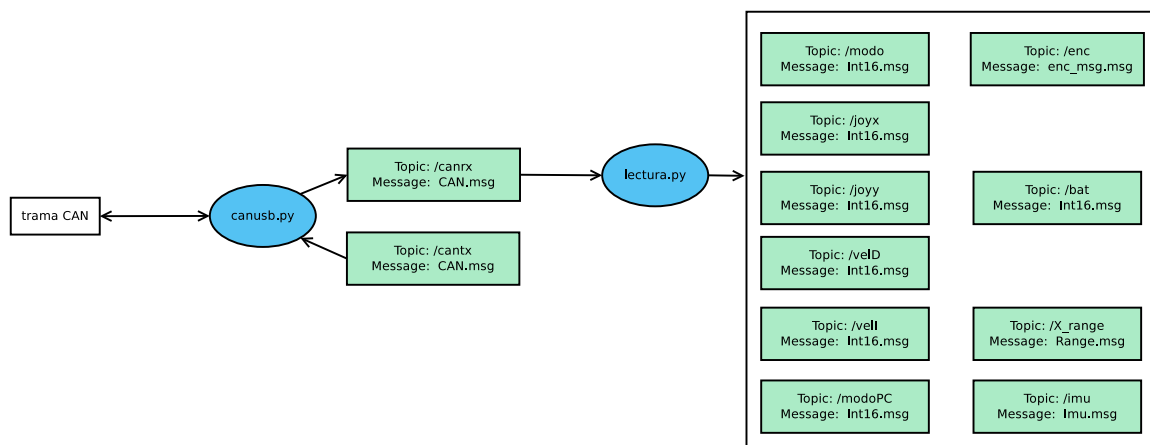 trama CAN
canusb.py
Topic: /canrx
Message: CAN.msg
Topic: /cantx
Message: CAN.msg
lectura.py
Topic: /modo
Message: Int16.msg
Topic: /enc
Message: enc_msg.msg
Topic: /joyx
Message: Int16.msg
Topic: /joyy
Message: Int16.msg
Topic: /bat
Message: Int16.msg
Topic: /velD
Message: Int16.msg
Topic: /velI
Message: Int16.msg
Topic: /X_range
Message: Range.msg
Topic: /modoPC
Message: Int16.msg
Topic: /imu
Message: Imu.msg